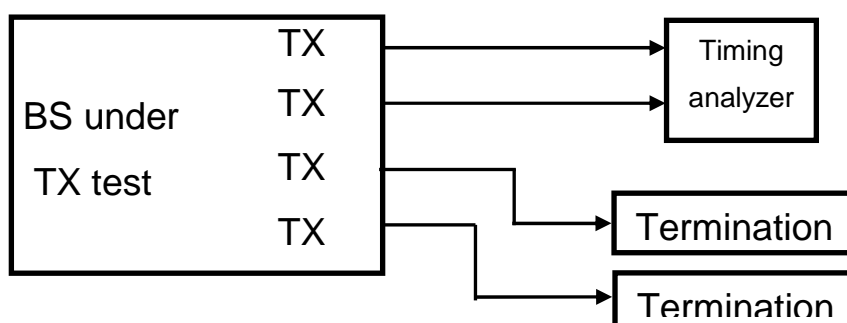 TX
TX
TX
TX
BS under
TX test
Timing
analyzer
Termination
Termination